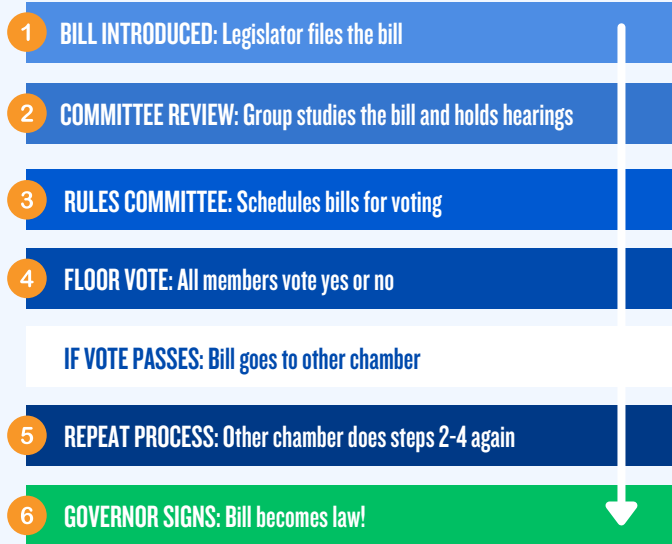 1 BILL INTRODUCED: Legislator files the bill
2 COMMITTEE REVIEW: Group studies the bill and holds hearings
3 RULES COMMITTEE: Schedules bills for voting
4 FLOOR VOTE: All members vote yes or no
IF VOTE PASSES: Bill goes to other chamber
5 REPEAT PROCESS: Other chamber does steps 2-4 again
6 GOVERNOR SIGNS: Bill becomes law!